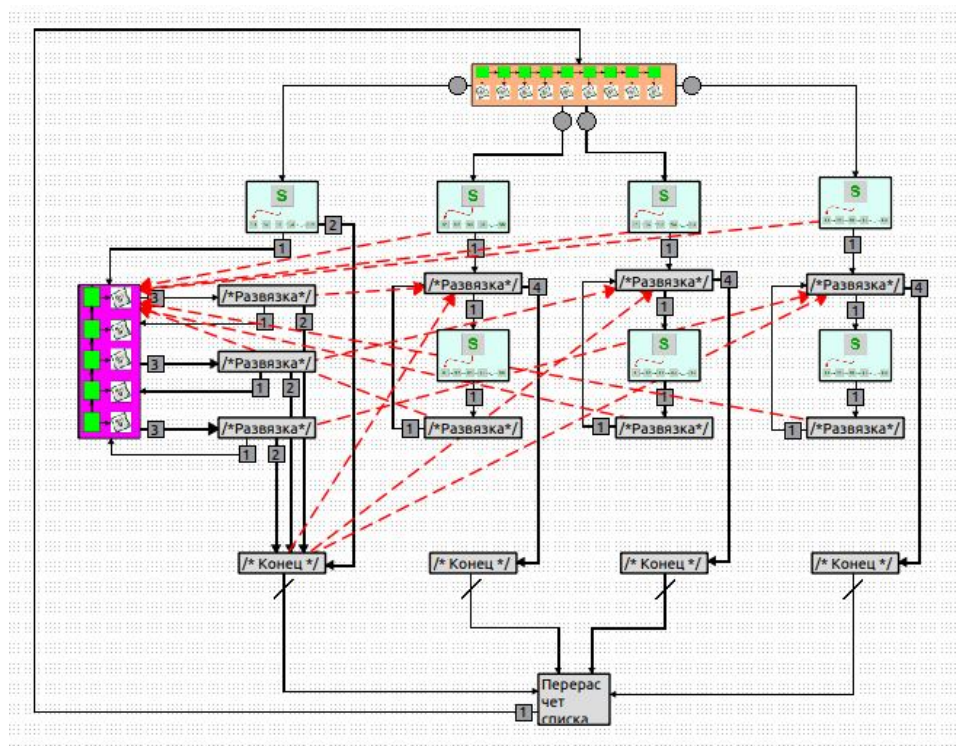 S
S
S
S
2
1
1
1
1
3
/*Развязка*/
/*Развязка*/
4
/*Развязка*/
4
/*Развязка*/
4
1
2
1
1
1
S
S
S
3
/*Развязка*/
1
2
1
1
1
3
/*Развязка*/
1
/*Развязка*/
1
/*Развязка*/
1
/*Развязка*/
1
2
/* Конец */
/* Конец */
/* Конец */
/* Конец */
Перерас
чет
списка
1